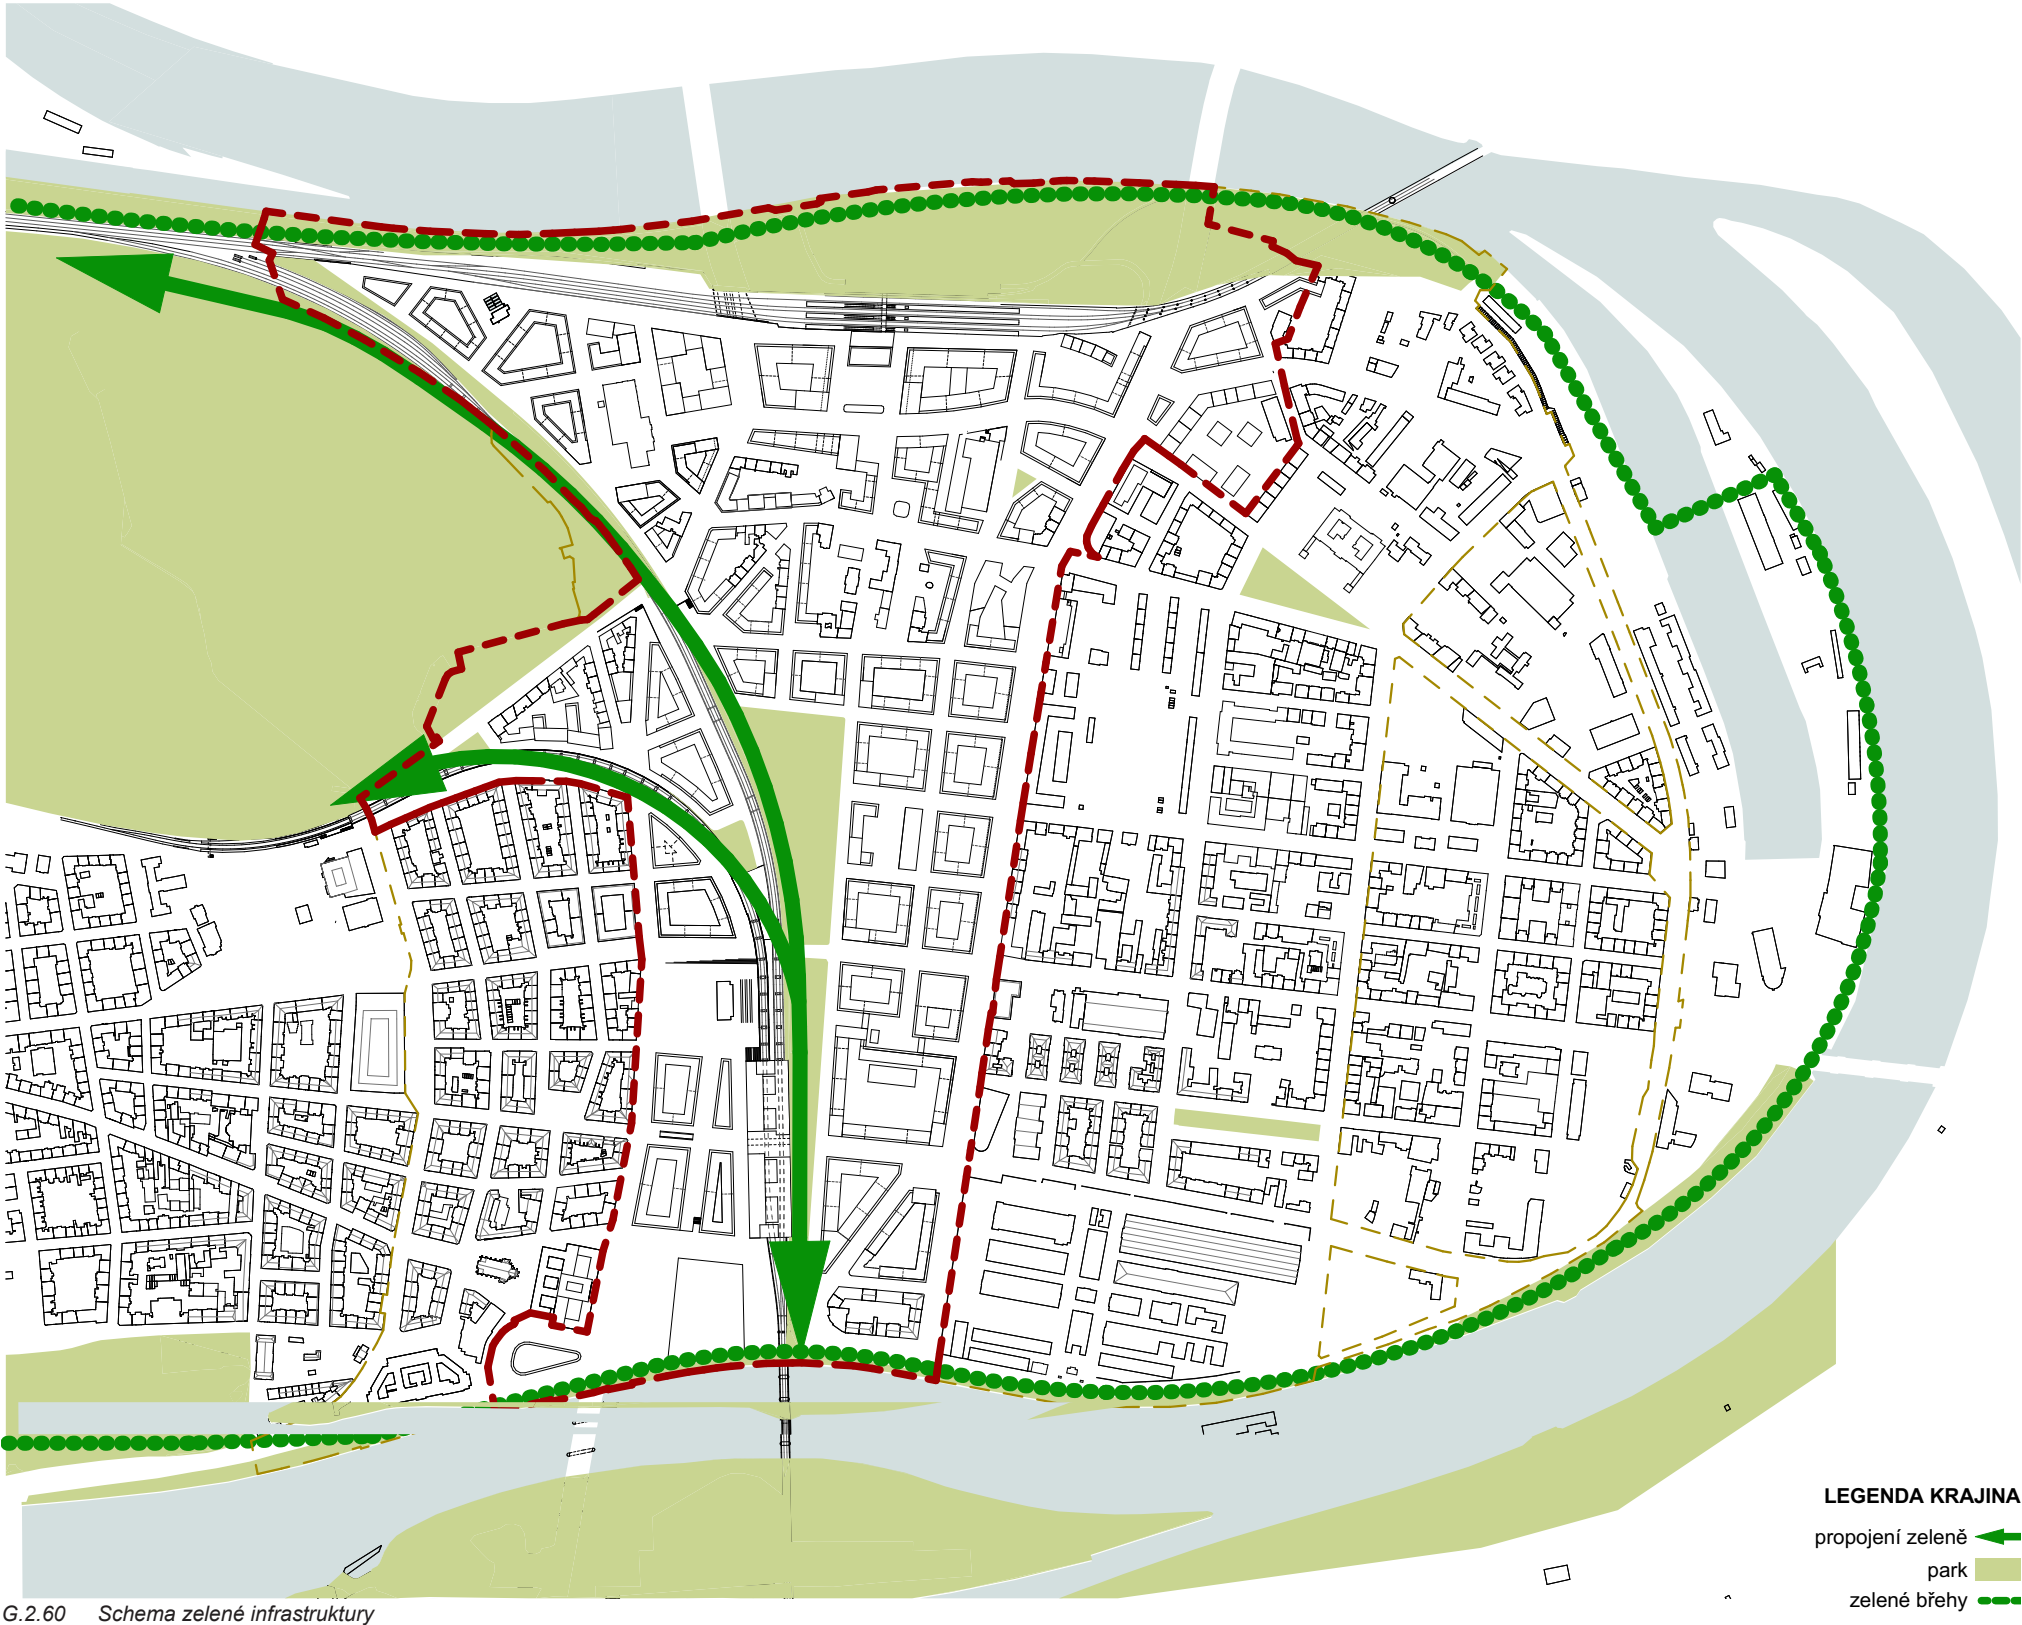 LEGENDA KRAJINA
propojení zeleně
park
zelené břehy
G.2.60 Schema zelené infrastruktury